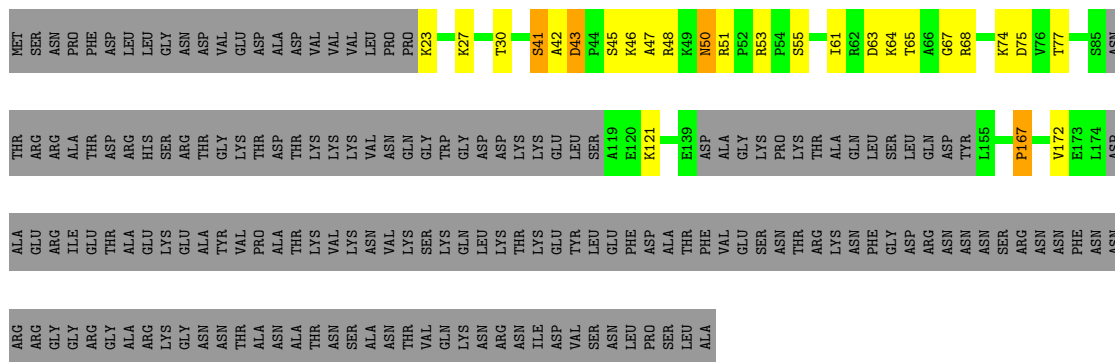 MET SER ASN PRO PHE ASP LEU LEU GLY ASN ASP VAL GLU ASP ALA ASP VAL VAL VAL LEU PRO PRO K23 K27 T30 S41 A42 D43 P44 S45 K46 A47 R48 K49 N50 R51 P52 R53 P54 S55 I61 R62 D63 K64 T65 A66 G67 R68 K74 D75 V76 T77 S85 ASN
THR ARG ARG ALA THR ASP ARG HIS SER ARG THR GLY LYS THR ASP THR LYS LYS LYS VAL ASN GLN GLY TRP GLY ASP ASP LYS LYS GLU LEU SER A119 E120 K121 E139 ASP ALA GLY LYS PRO LYS THR ALA GLN LEU SER LEU GLN ASP TYR L155 P167 V172 E173 L174 ASP
ALA GLU ARG ILE GLU THR ALA GLU LYS GLU ALA TYR VAL PRO ALA THR LYS VAL LYS ASN VAL LYS SER LYS GLN LEU LYS THR LYS GLU TYR LEU GLU PHE ASP ALA THR PHE VAL GLU SER ASN THR ARG LYS ASN PHE GLY ASP ARG ASN ASN ASN SER ARG ASN ASN PHE ASN ASN
ARG ARG GLY GLY ARG GLY ALA ARG LYS GLY ASN ASN THR ALA ASN ALA THR ASN SER ALA ASN THR VAL GLN LYS ASN ARG ASN ILE ASP VAL SER ASN LEU PRO SER LEU ALA